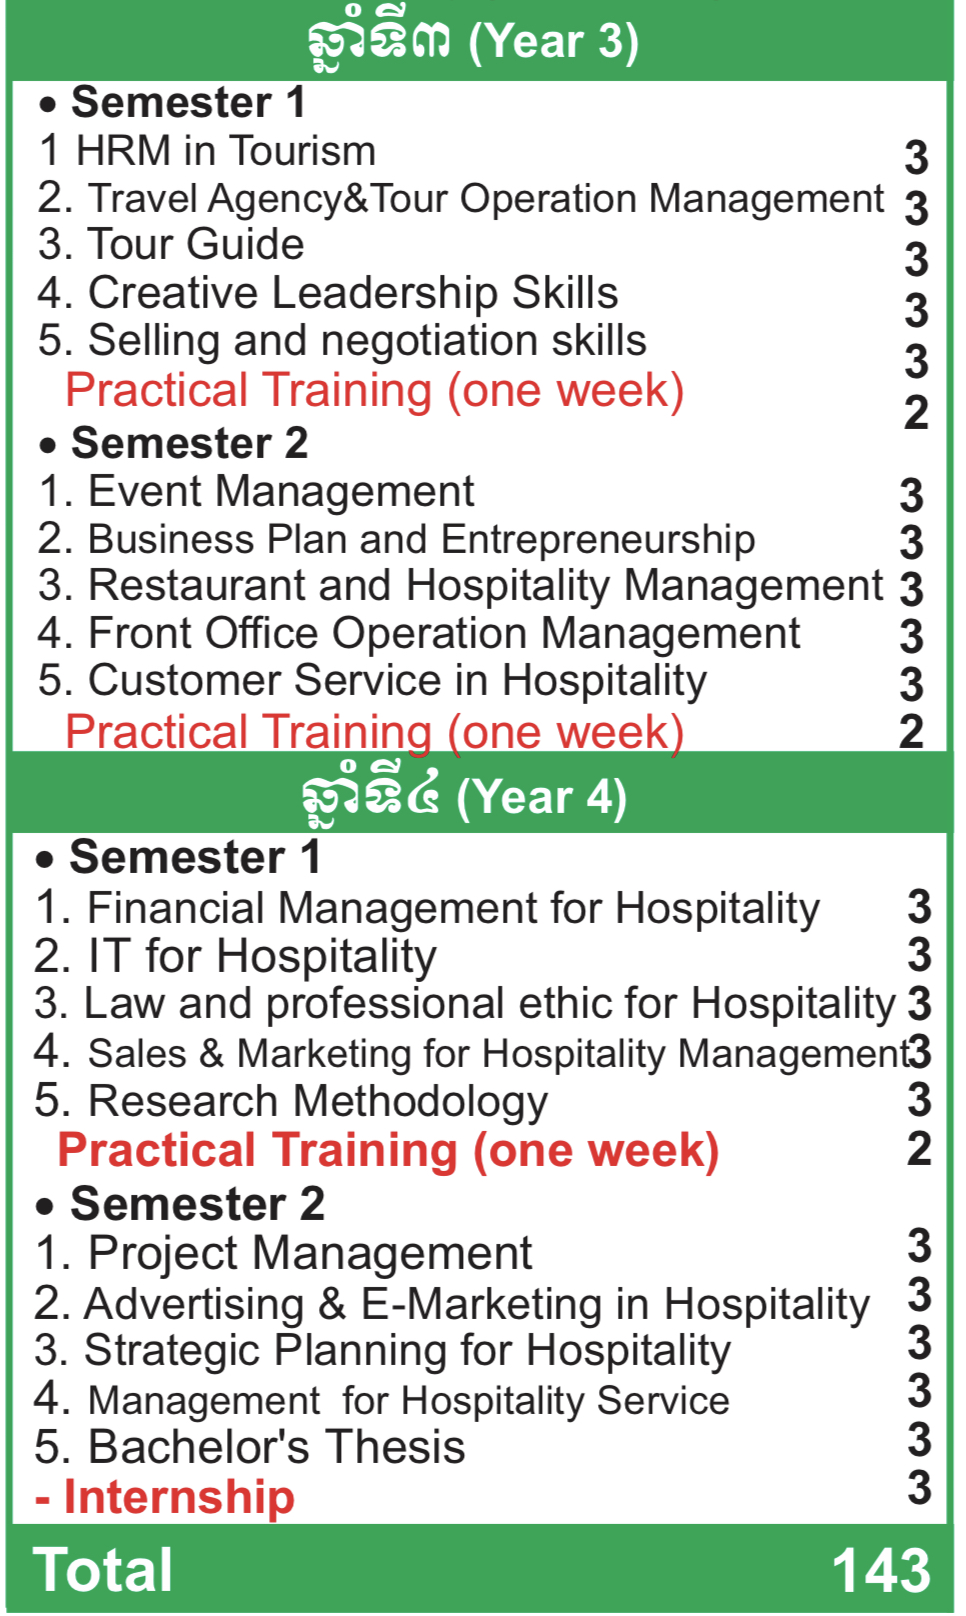 ឆ្នាំទី៣ (Year 3)
• Semester 1
1 HRM in Tourism 3
2. Travel Agency&Tour Operation Management 3
3. Tour Guide 3
4. Creative Leadership Skills 3
5. Selling and negotiation skills 3
Practical Training (one week) 2
• Semester 2
1. Event Management 3
2. Business Plan and Entrepreneurship 3
3. Restaurant and Hospitality Management 3
4. Front Office Operation Management 3
5. Customer Service in Hospitality 3
Practical Training (one week) 2
ឆ្នាំទី៤ (Year 4)
• Semester 1
1. Financial Management for Hospitality 3
2. IT for Hospitality 3
3. Law and professional ethic for Hospitality 3
4. Sales & Marketing for Hospitality Management 3
5. Research Methodology 3
Practical Training (one week) 2
• Semester 2
1. Project Management 3
2. Advertising & E-Marketing in Hospitality 3
3. Strategic Planning for Hospitality 3
4. Management for Hospitality Service 3
5. Bachelor's Thesis 3
- Internship 3
Total 143